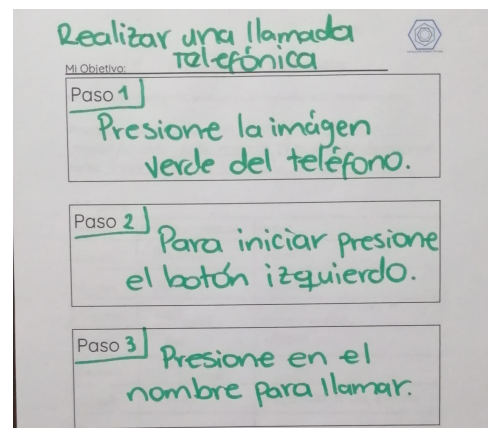 Realizar una llamada
Mi Objetivo: Telefónica
Paso 1
Presione la imágen
verde del teléfono.
Paso 2
Para iniciar presione
el botón izquierdo.
Paso 3
Presione en el
nombre para llamar.